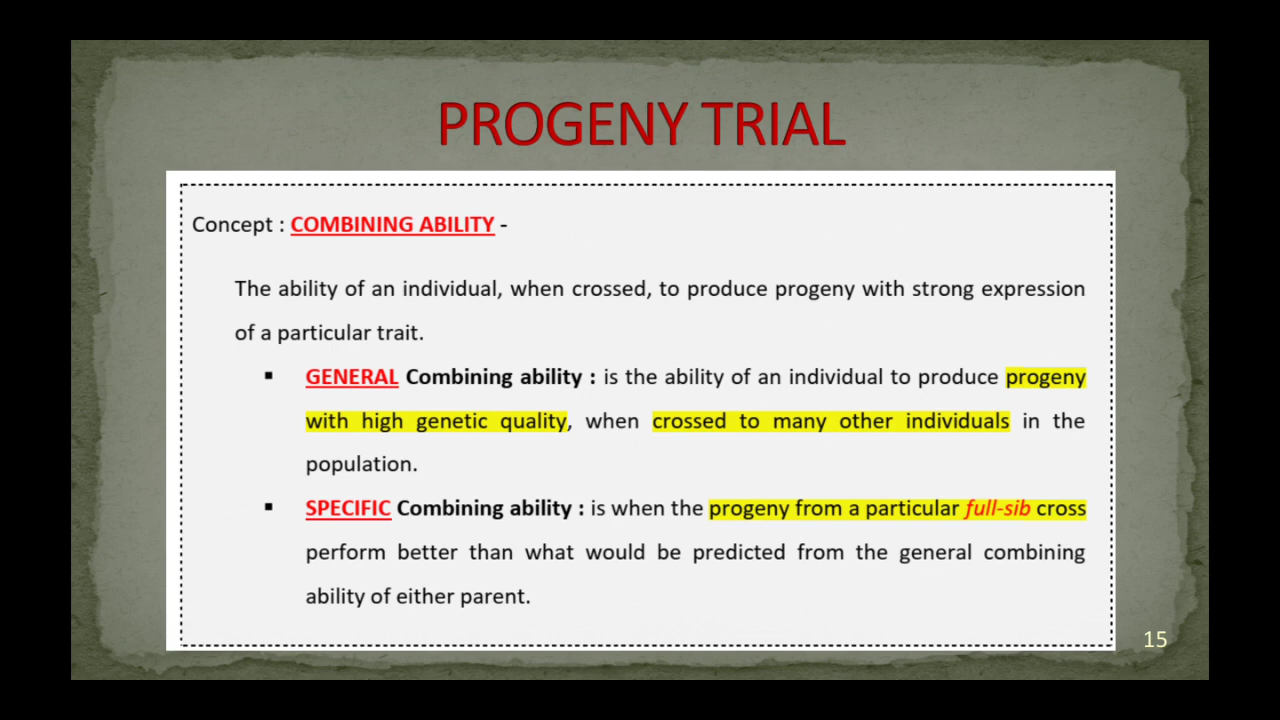 PROGENY TRIAL
Concept : COMBINING ABILITY -
The ability of an individual, when crossed, to produce progeny with strong expression
of a particular trait.
▪ GENERAL Combining ability : is the ability of an individual to produce progeny
with high genetic quality, when crossed to many other individuals in the
population.
▪ SPECIFIC Combining ability : is when the progeny from a particular full-sib cross
perform better than what would be predicted from the general combining
ability of either parent.
15